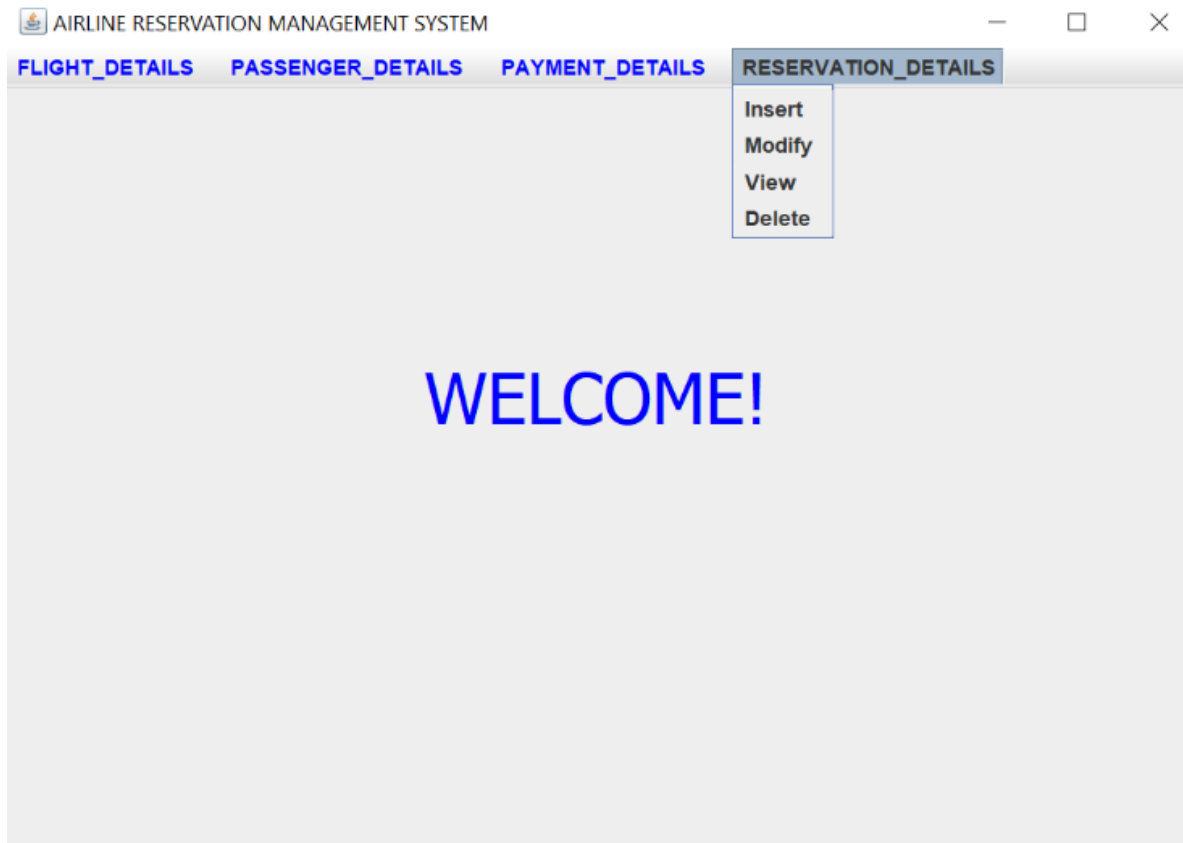 AIRLINE RESERVATION MANAGEMENT SYSTEM
FLIGHT_DETAILS PASSENGER_DETAILS PAYMENT_DETAILS RESERVATION_DETAILS
Insert
Modify
View
Delete
WELCOME!